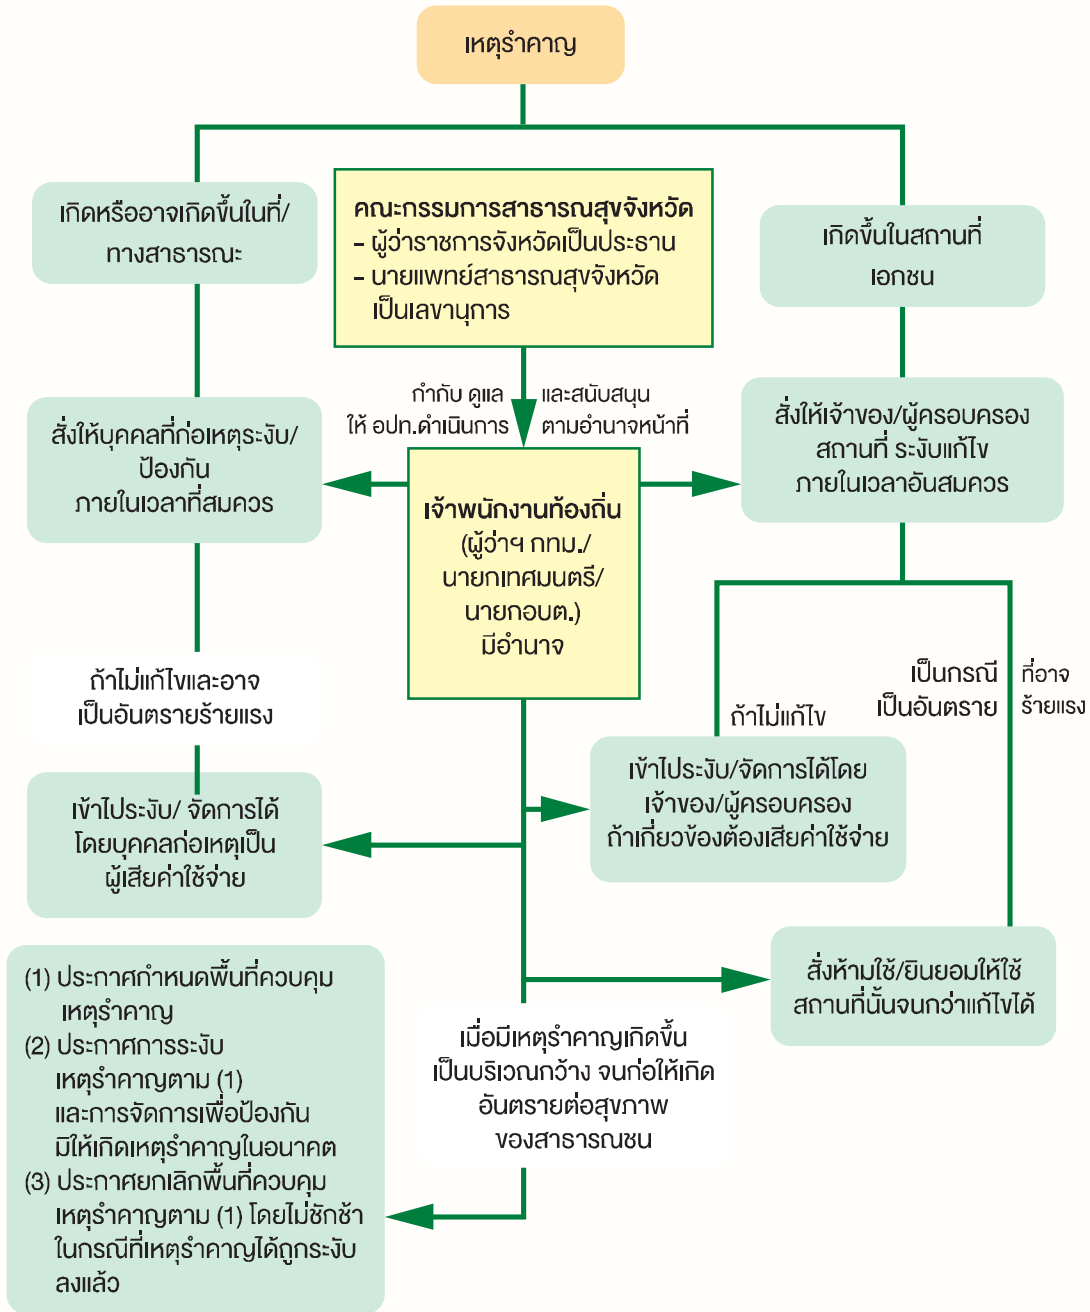 เหตุรำคาญ
เกิดหรืออาจเกิดขึ้นในที่/
ทางสาธารณะ
คณะกรรมการสาธารณสุขจังหวัด
– ผู้ว่าราชการจังหวัดเป็นประธาน
– นายแพทย์สาธารณสุขจังหวัด
เป็นเลขานุการ
เกิดขึ้นในสถานที่
เอกชน
กำกับ ดูแล และสนับสนุน
ให้ อปท.ดำเนินการ ตามอำนาจหน้าที่
สั่งให้บุคคลที่ก่อเหตุระงับ/
ป้องกัน
ภายในเวลาที่สมควร
เจ้าพนักงานท้องถิ่น
(ผู้ว่าฯ กทม./
นายกเทศมนตรี/
นายกอบต.)
มีอำนาจ
สั่งให้เจ้าของ/ผู้ครอบครอง
สถานที่ ระงับแก้ไข
ภายในเวลาอันสมควร
ถ้าไม่แก้ไขและอาจ
เป็นอันตรายร้ายแรง
ถ้าไม่แก้ไข
เป็นกรณี ที่อาจ
เป็นอันตราย ร้ายแรง
เข้าไประงับ/ จัดการได้
โดยบุคคลก่อเหตุเป็น
ผู้เสียค่าใช้จ่าย
เข้าไประงับ/จัดการได้โดย
เจ้าของ/ผู้ครอบครอง
ถ้าเกี่ยวข้องต้องเสียค่าใช้จ่าย
สั่งห้ามใช้/ยินยอมให้ใช้
สถานที่นั้นจนกว่าแก้ไขได้
เมื่อมีเหตุรำคาญเกิดขึ้น
เป็นบริเวณกว้าง จนก่อให้เกิด
อันตรายต่อสุขภาพ
ของสาธารณชน
(1) ประกาศกำหนดพื้นที่ควบคุม
เหตุรำคาญ
(2) ประกาศการระงับ
เหตุรำคาญตาม (1)
และการจัดการเพื่อป้องกัน
มิให้เกิดเหตุรำคาญในอนาคต
(3) ประกาศยกเลิกพื้นที่ควบคุม
เหตุรำคาญตาม (1) โดยไม่ชักช้า
ในกรณีที่เหตุรำคาญได้ถูกระงับ
ลงแล้ว